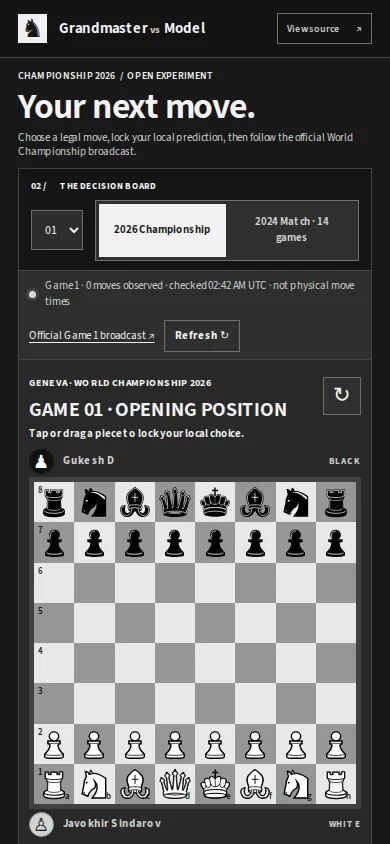 Grandmaster vs Model
View source ↗
CHAMPIONSHIP 2026 / OPEN EXPERIMENT
Your next move.
Choose a legal move, lock your local prediction, then follow the official World
Championship broadcast.
02 / THE DECISION BOARD
01
2026 Championship
2024 Match · 14
games
Game 1 · 0 moves observed · checked 02:42 AM UTC · not physical move
times
Official Game 1 broadcast ↗
Refresh ↻
GENEVA · WORLD CHAMPIONSHIP 2026
GAME 01 · OPENING POSITION
↻
Tap or drag a piece to lock your local choice.
Gukesh D
BLACK
8
7
6
5
4
3
2
1
a b c d e f g h
Javokhir Sindarov
WHITE